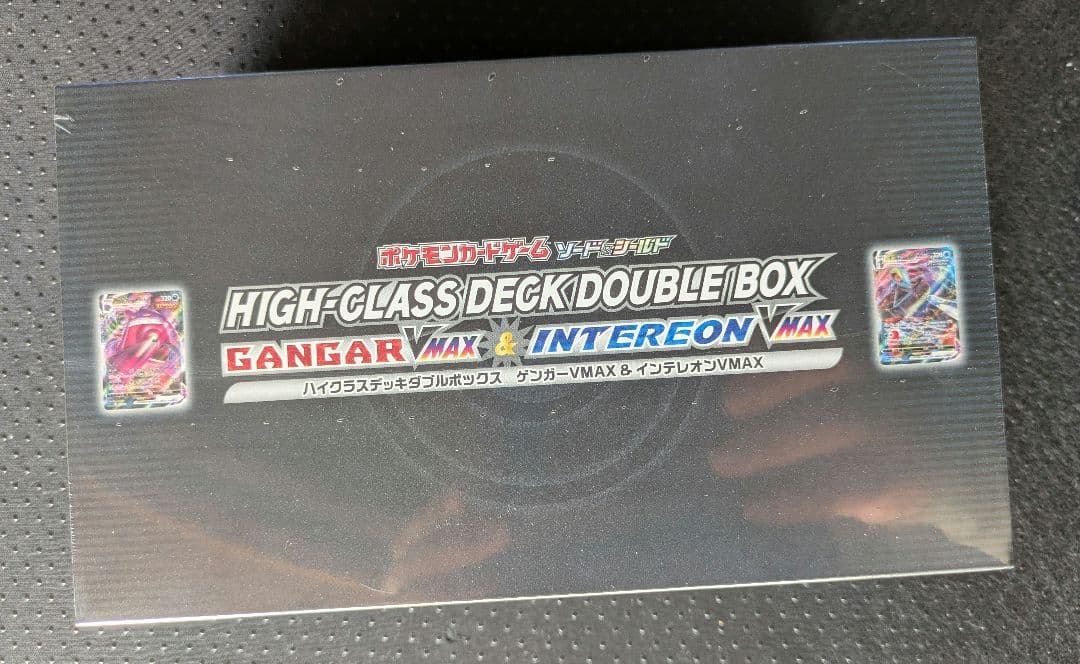 ポケモンカードゲーム ソード&シールド
HIGH-CLASS DECK DOUBLE BOX
GANGAR VMAX & INTEREON VMAX
ハイクラスデッキダブルボックス ゲンガーVMAX & インテレオンVMAX
320
320